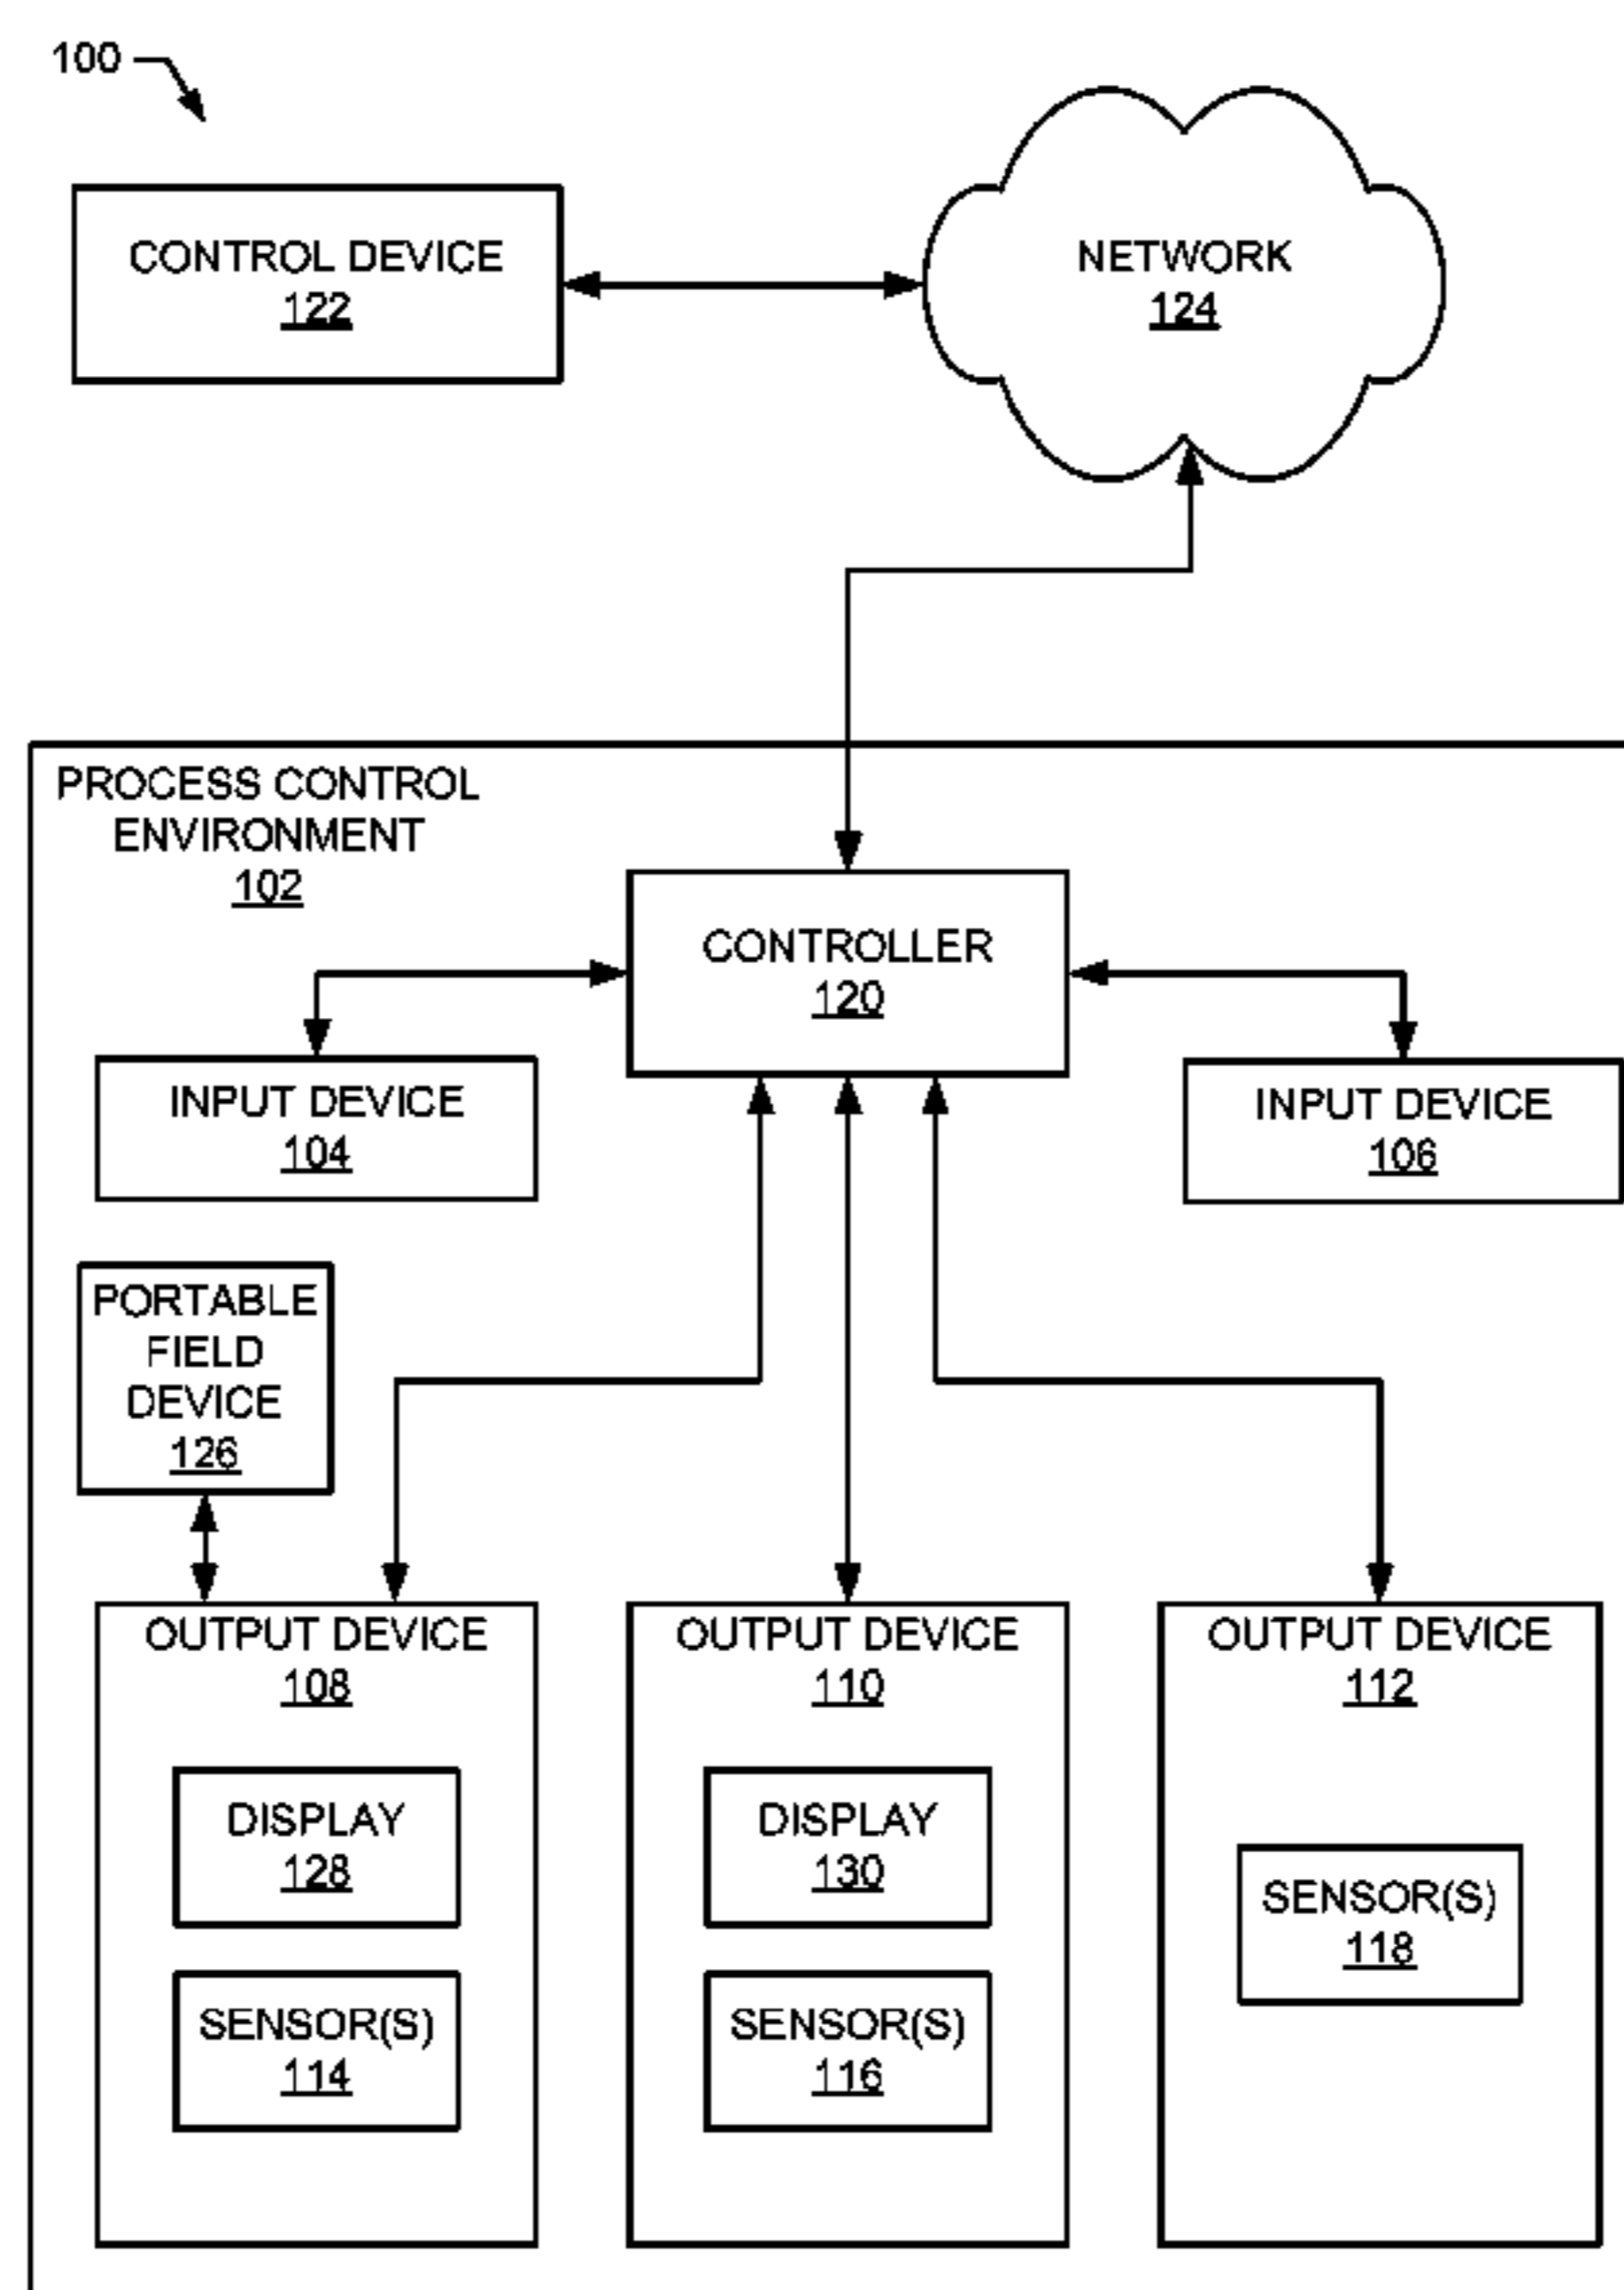 100
CONTROL DEVICE
122
NETWORK
124
PROCESS CONTROL
ENVIRONMENT
102
CONTROLLER
120
INPUT DEVICE
104
INPUT DEVICE
106
PORTABLE
FIELD
DEVICE
126
OUTPUT DEVICE
108
DISPLAY
128
SENSOR(S)
114
OUTPUT DEVICE
110
DISPLAY
130
SENSOR(S)
116
OUTPUT DEVICE
112
SENSOR(S)
118